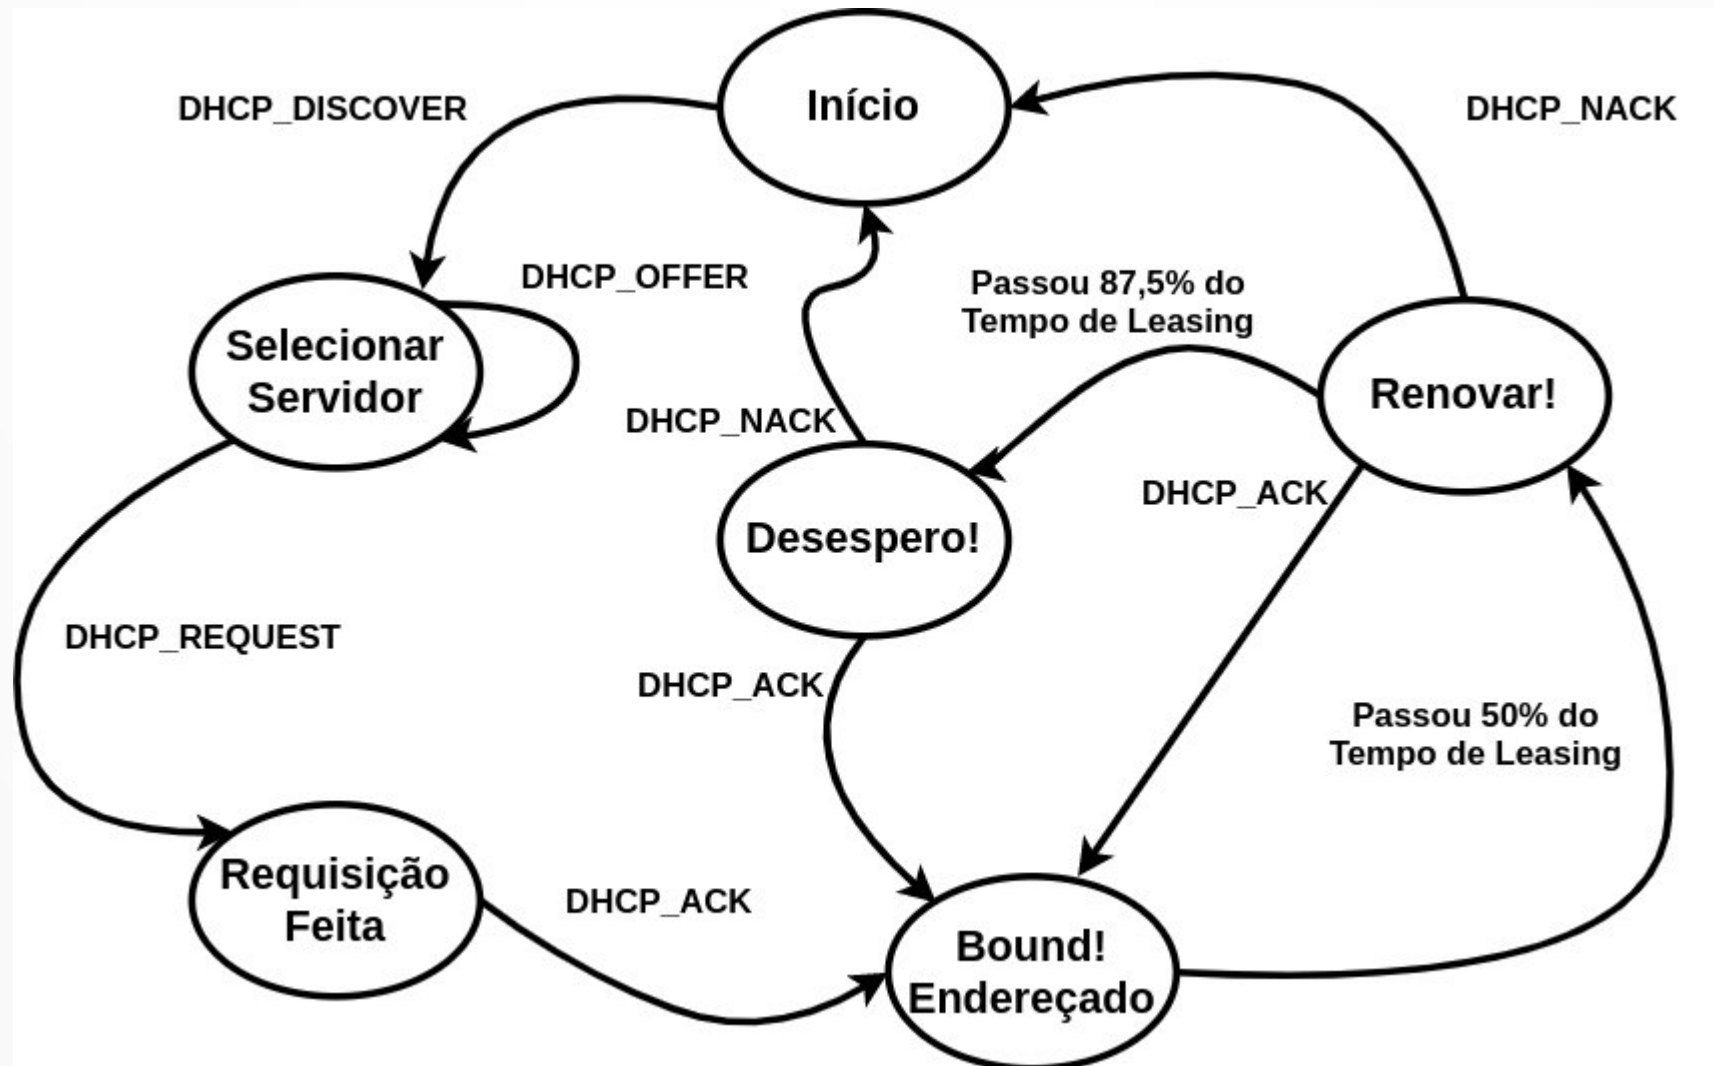 Início
DHCP_DISCOVER
DHCP_NACK
DHCP_OFFER
Passou 87,5% do
Tempo de Leasing
Selecionar
Servidor
Renovar!
DHCP_NACK
DHCP_ACK
Desespero!
DHCP_REQUEST
DHCP_ACK
Passou 50% do
Tempo de Leasing
Requisição
Feita
DHCP_ACK
Bound!
Endereçado